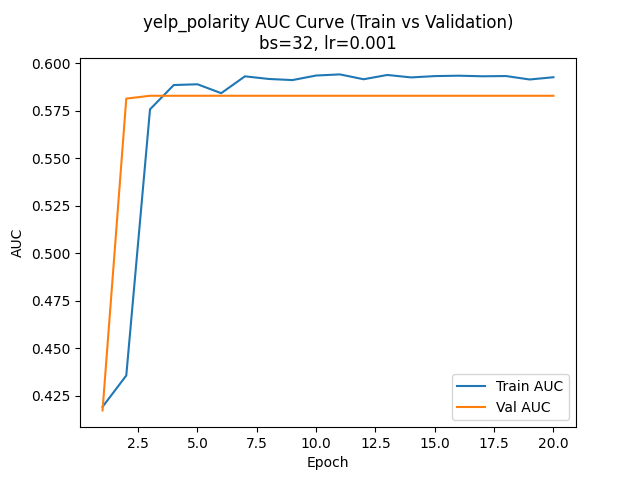 yelp_polarity AUC Curve (Train vs Validation)
bs=32, lr=0.001
0.600
0.575
0.550
0.525
0.500
0.475
0.450
0.425
AUC
2.5 5.0 7.5 10.0 12.5 15.0 17.5 20.0
Epoch
Train AUC
Val AUC